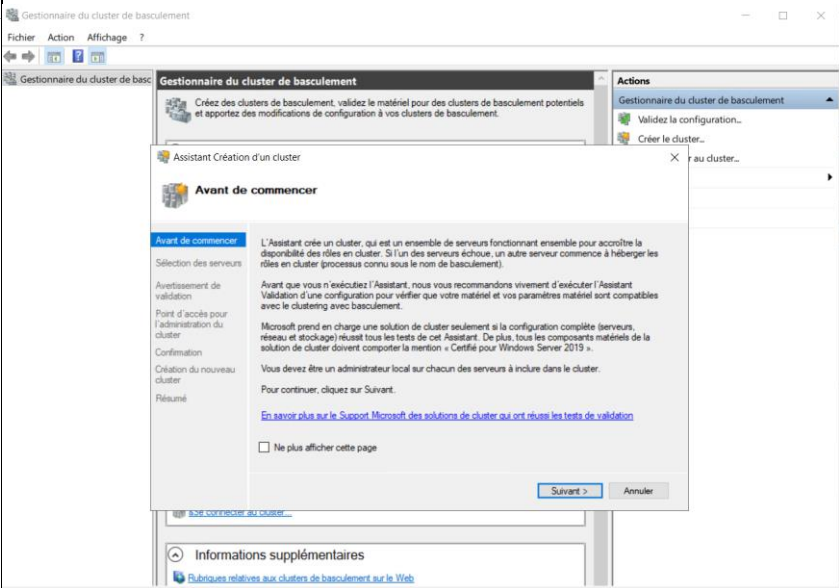 Gestionnaire du cluster de basculement
Fichier Action Affichage ?
Gestionnaire du cluster de basc
Gestionnaire du cluster de basculement
Créez des clusters de basculement, validez le matériel pour des clusters de basculement potentiels
et apportez des modifications de configuration à vos clusters de basculement.
Actions
Gestionnaire du cluster de basculement
Validez la configuration...
Créer le cluster...
r au cluster...
Assistant Création d'un cluster
Avant de commencer
Avant de commencer
Sélection des serveurs
Avertissement de
validation
Point d'accès pour
l'administration du
cluster
Confirmation
Création du nouveau
cluster
Résumé
L'Assistant crée un cluster, qui est un ensemble de serveurs fonctionnant ensemble pour accroître la
disponibilité des rôles en cluster. Si l'un des serveurs échoue, un autre serveur commence à héberger les
rôles en cluster (processus connu sous le nom de basculement).
Avant que vous n'exécutiez l'Assistant, nous vous recommandons vivement d'exécuter l'Assistant
Validation d'une configuration pour vérifier que votre matériel et vos paramètres matériel sont compatibles
avec le clustering avec basculement.
Microsoft prend en charge une solution de cluster seulement si la configuration complète (serveurs,
réseau et stockage) réussit tous les tests de cet Assistant. De plus, tous les composants matériels de la
solution de cluster doivent comporter la mention « Certifié pour Windows Server 2019 ».
Vous devez être un administrateur local sur chacun des serveurs à inclure dans le cluster.
Pour continuer, cliquez sur Suivant.
En savoir plus sur le Support Microsoft des solutions de cluster qui ont réussi les tests de validation
Ne plus afficher cette page
Suivant >
Annuler
&Se connecter au cluster...
Informations supplémentaires
Rubriques relatives aux clusters de basculement sur le Web